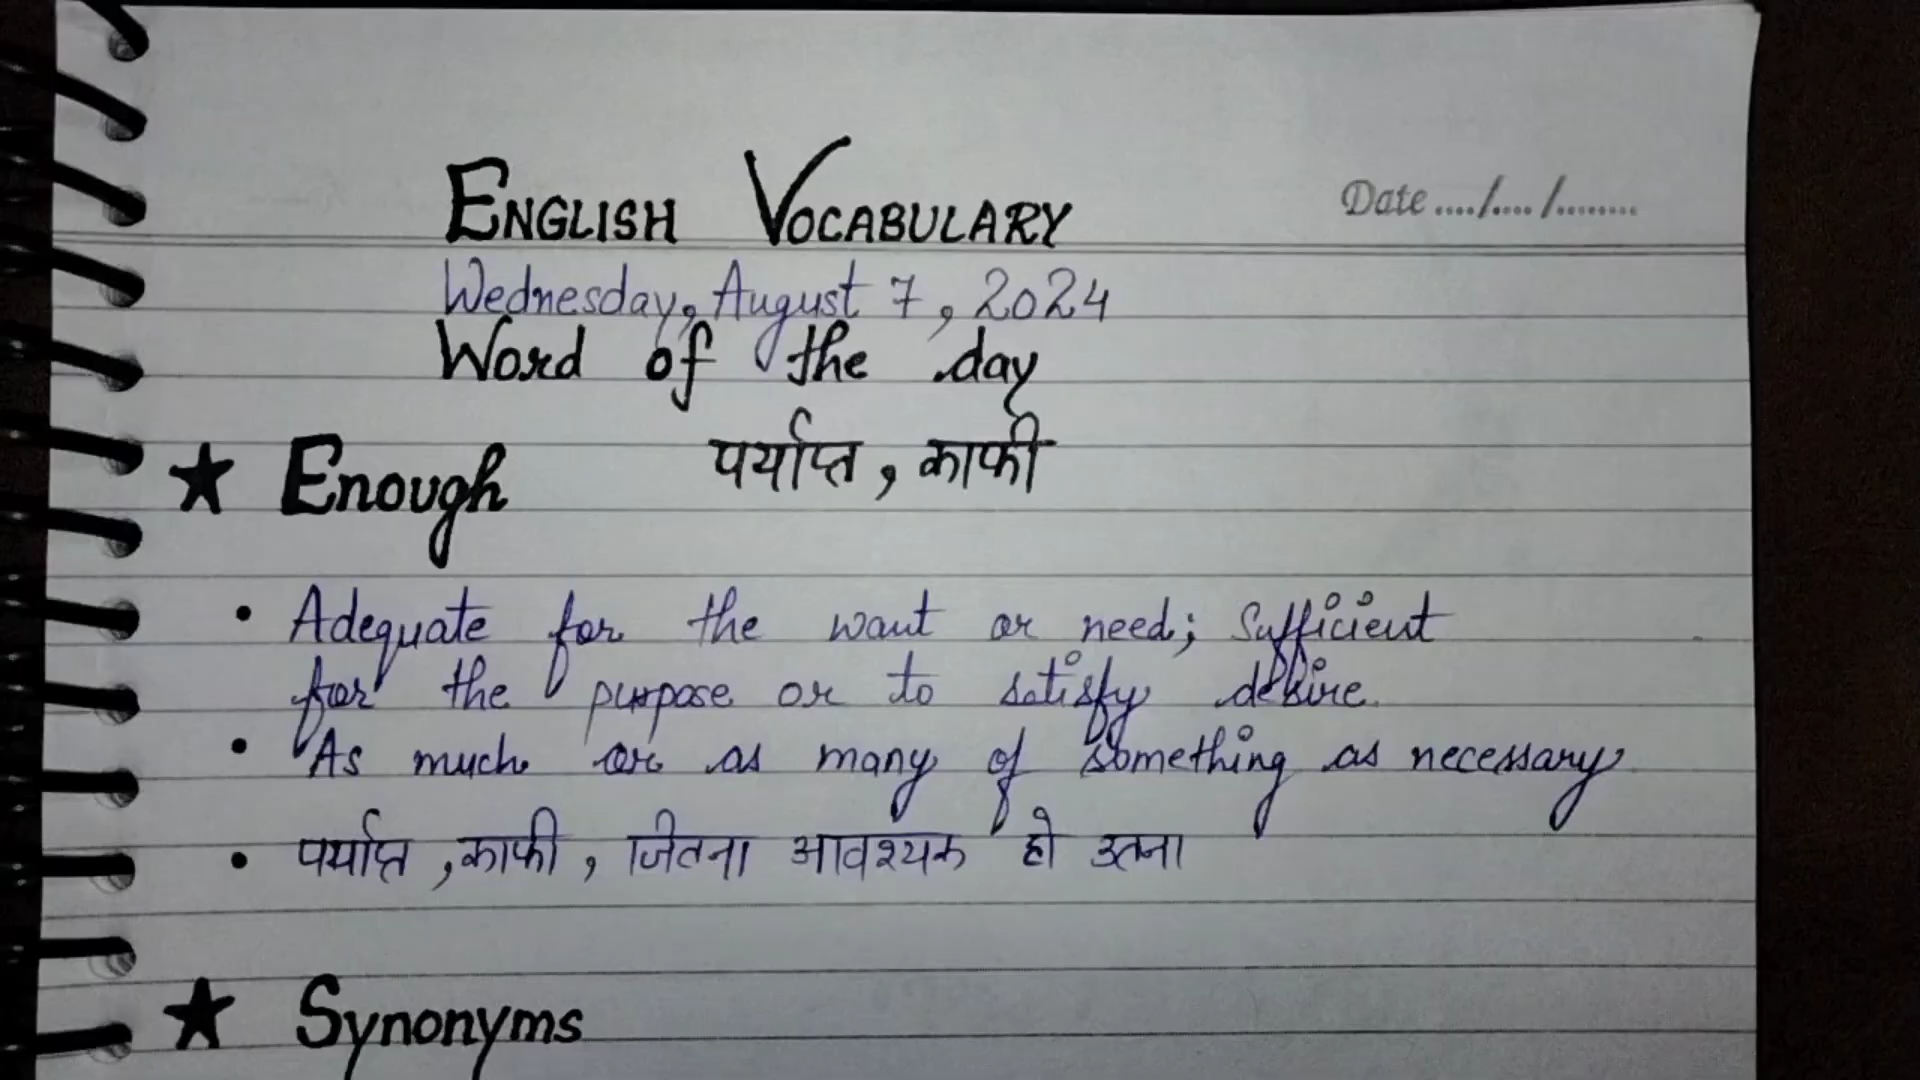 ENGLISH VOCABULARY
Date ..../..../........
Wednesday, August 7, 2024
Word of the day
★ Enough पर्याप्त, काफी
• Adequate for the want or need; sufficient
for the purpose or to satisfy desire.
• As much or as many of something as necessary
• पर्याप्त, काफी, जितना आवश्यक हो उतना
★ Synonyms